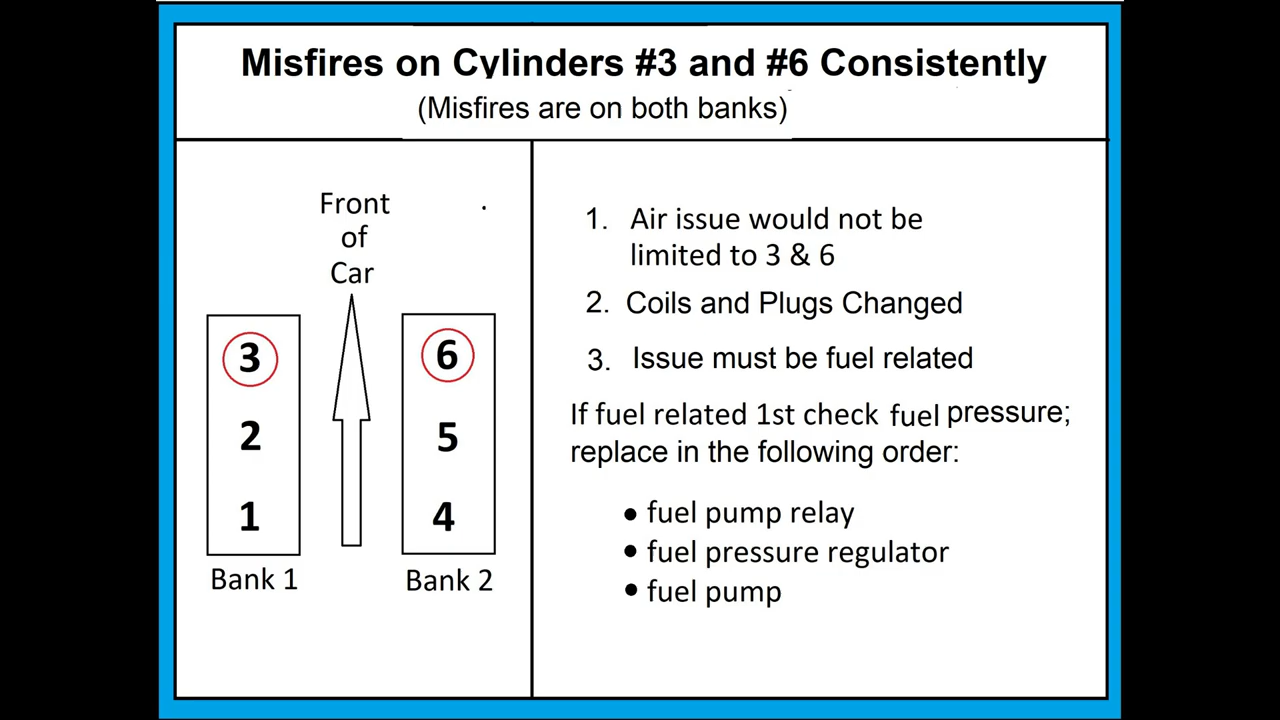 Misfires on Cylinders #3 and #6 Consistently
(Misfires are on both banks)
Front
of
Car
3
6
2
5
1
4
Bank 1
Bank 2
1. Air issue would not be
limited to 3 & 6
2. Coils and Plugs Changed
3. Issue must be fuel related
If fuel related 1st check fuel pressure;
replace in the following order:
• fuel pump relay
• fuel pressure regulator
• fuel pump